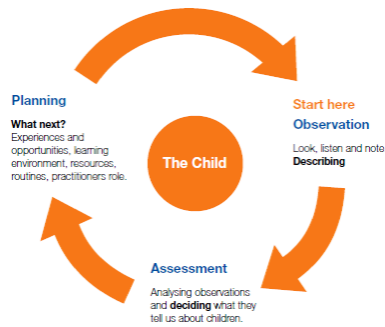 Planning
What next?
Experiences and
opportunities, learning
environment, resources,
routines, practitioners role.
The Child
Start here
Observation
Look, listen and note
Describing
Assessment
Analysing observations
and deciding what they
tell us about children.